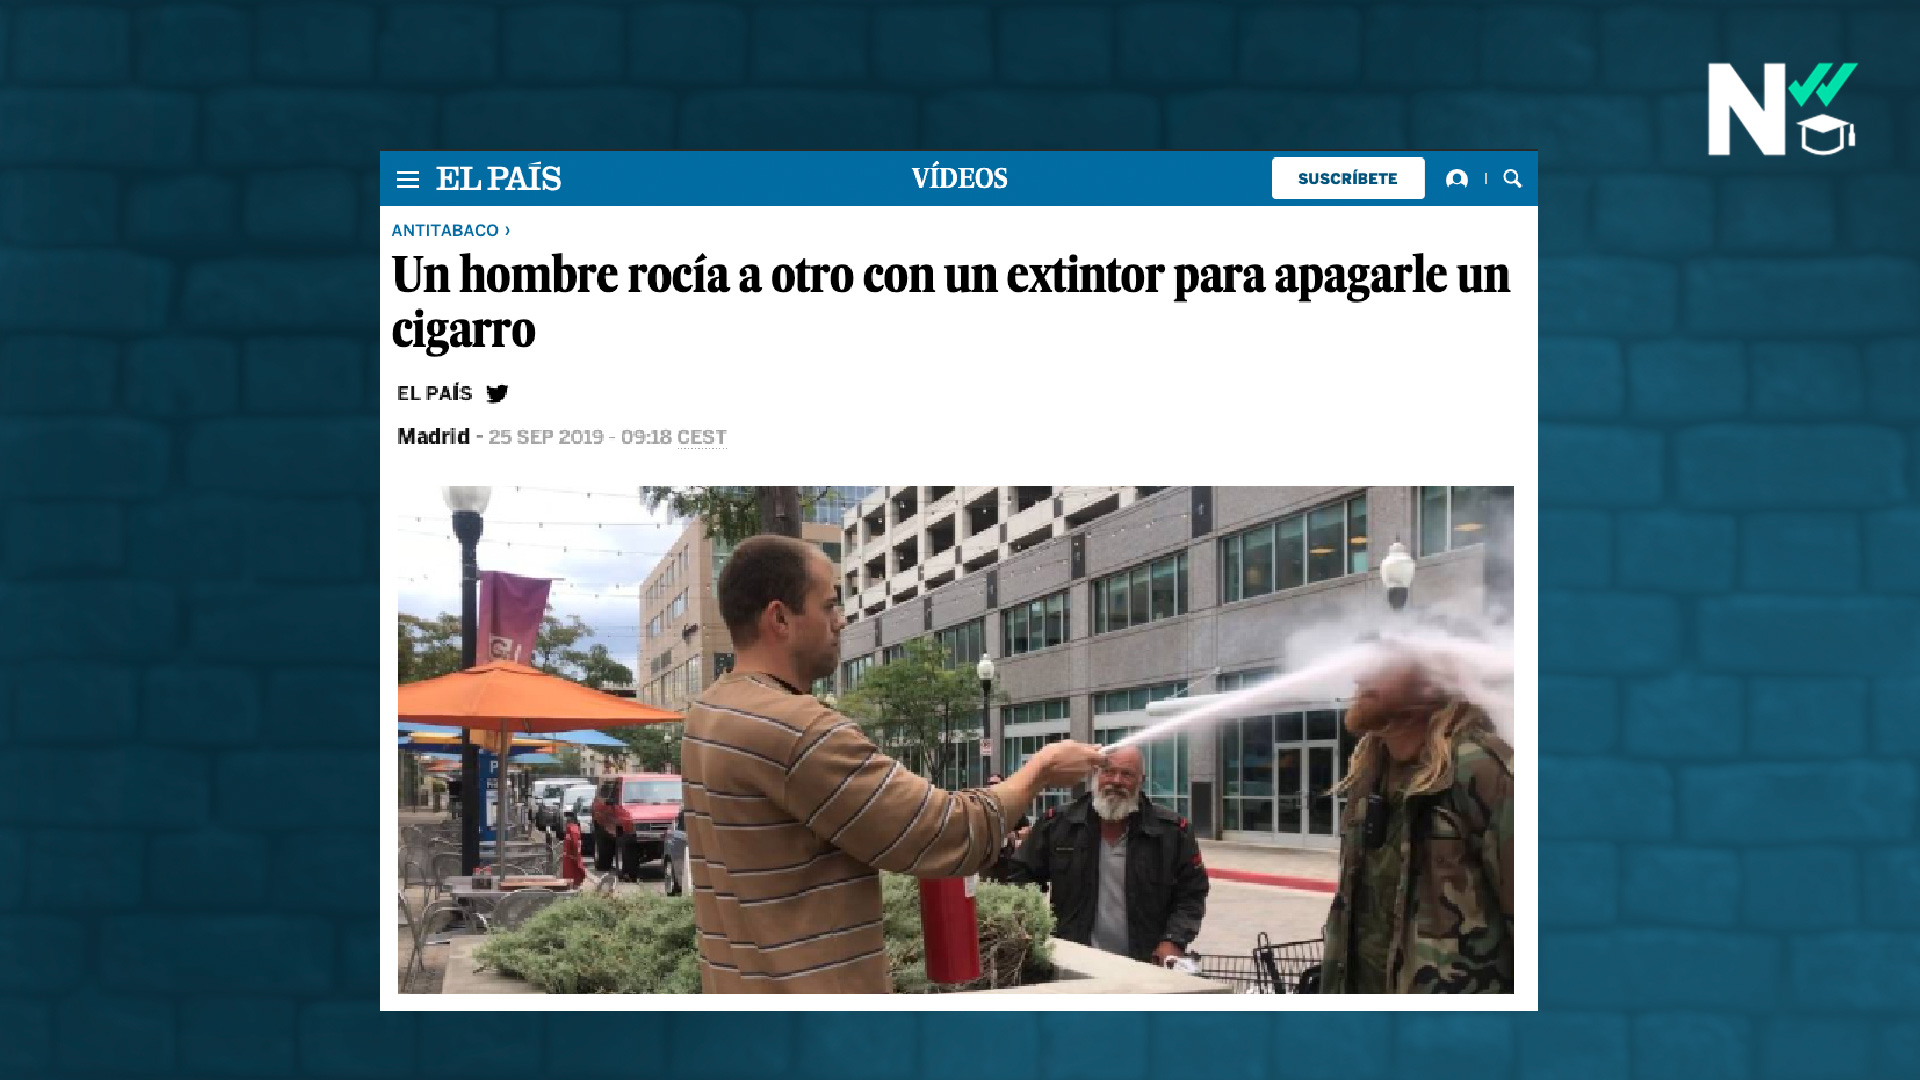 N
EL PAÍS
VÍDEOS
SUSCRÍBETE
ANTITABACO ›
Un hombre rocía a otro con un extintor para apagarle un
cigarro
EL PAÍS
Madrid - 25 SEP 2019 - 09:18 CEST
P